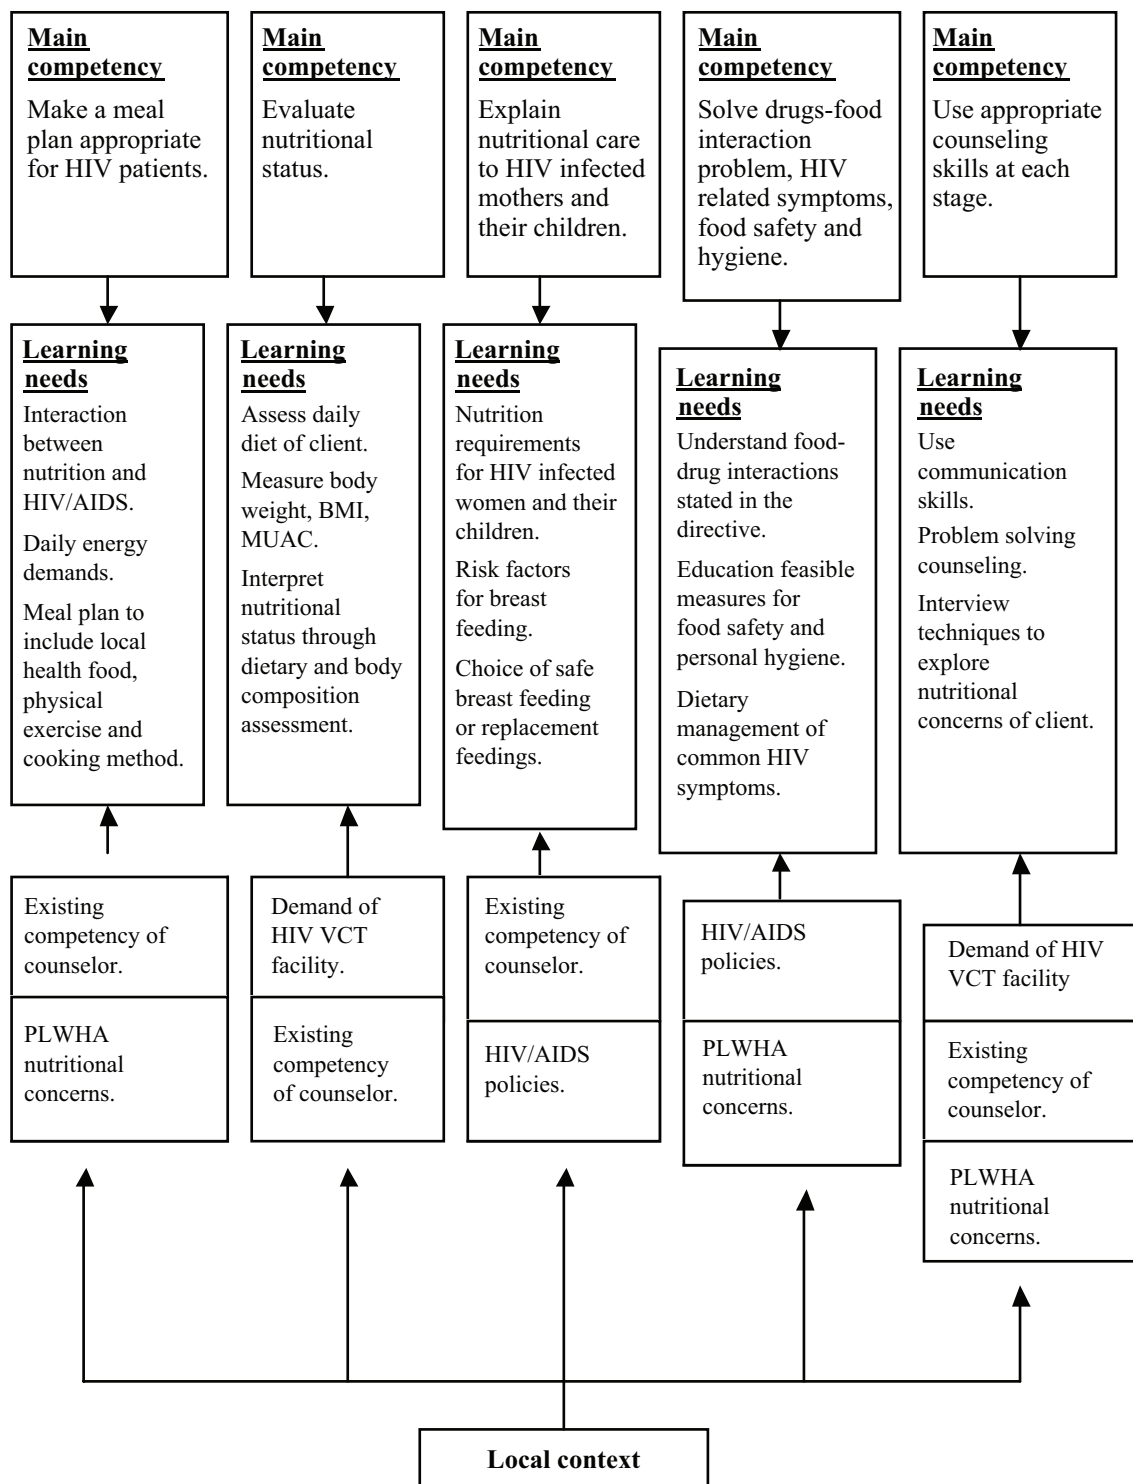 Main
competency
Make a meal
plan appropriate
for HIV patients.
Main
competency
Evaluate
nutritional
status.
Main
competency
Explain
nutritional care
to HIV infected
mothers and
their children.
Main
competency
Solve drugs-food
interaction
problem, HIV
related symptoms,
food safety and
hygiene.
Main
competency
Use appropriate
counseling
skills at each
stage.
Learning
needs
Interaction
between
nutrition and
HIV/AIDS.
Daily energy
demands.
Meal plan to
include local
health food,
physical
exercise and
cooking method.
Learning
needs
Assess daily
diet of client.
Measure body
weight, BMI,
MUAC.
Interpret
nutritional
status through
dietary and body
composition
assessment.
Learning
needs
Nutrition
requirements
for HIV infected
women and their
children.
Risk factors
for breast
feeding.
Choice of safe
breast feeding
or replacement
feedings.
Learning
needs
Understand food-
drug interactions
stated in the
directive.
Education feasible
measures for
food safety and
personal hygiene.
Dietary
management of
common HIV
symptoms.
Learning
needs
Use
communication
skills.
Problem solving
counseling.
Interview
techniques to
explore
nutritional
concerns of client.
Existing
competency of
counselor.
PLWHA
nutritional
concerns.
Demand of
HIV VCT
facility.
Existing
competency
of counselor.
Existing
competency of
counselor.
HIV/AIDS
policies.
HIV/AIDS
policies.
PLWHA
nutritional
concerns.
Demand of HIV
VCT facility
Existing
competency of
counselor.
PLWHA
nutritional
concerns.
Local context